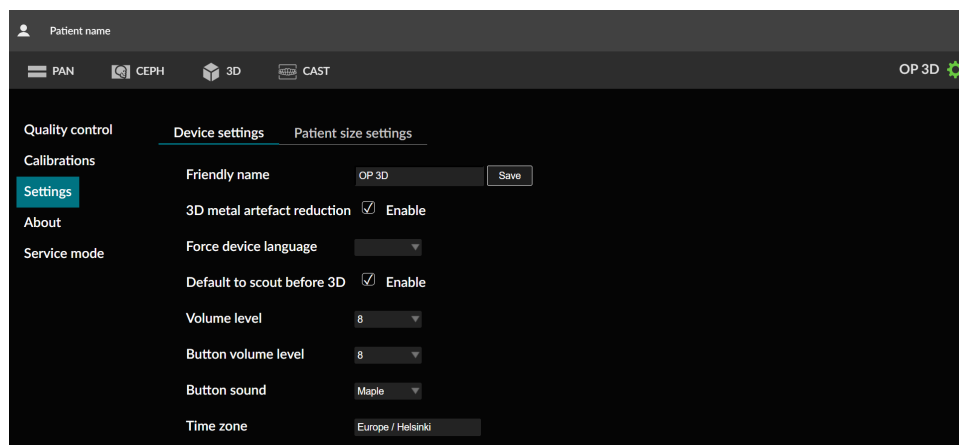 Patient name
PAN CEPH 3D CAST OP 3D
Quality control
Calibrations
Settings
About
Service mode
Device settings Patient size settings
Friendly name OP 3D Save
3D metal artefact reduction Enable
Force device language
Default to scout before 3D Enable
Volume level 8
Button volume level 8
Button sound Maple
Time zone Europe / Helsinki